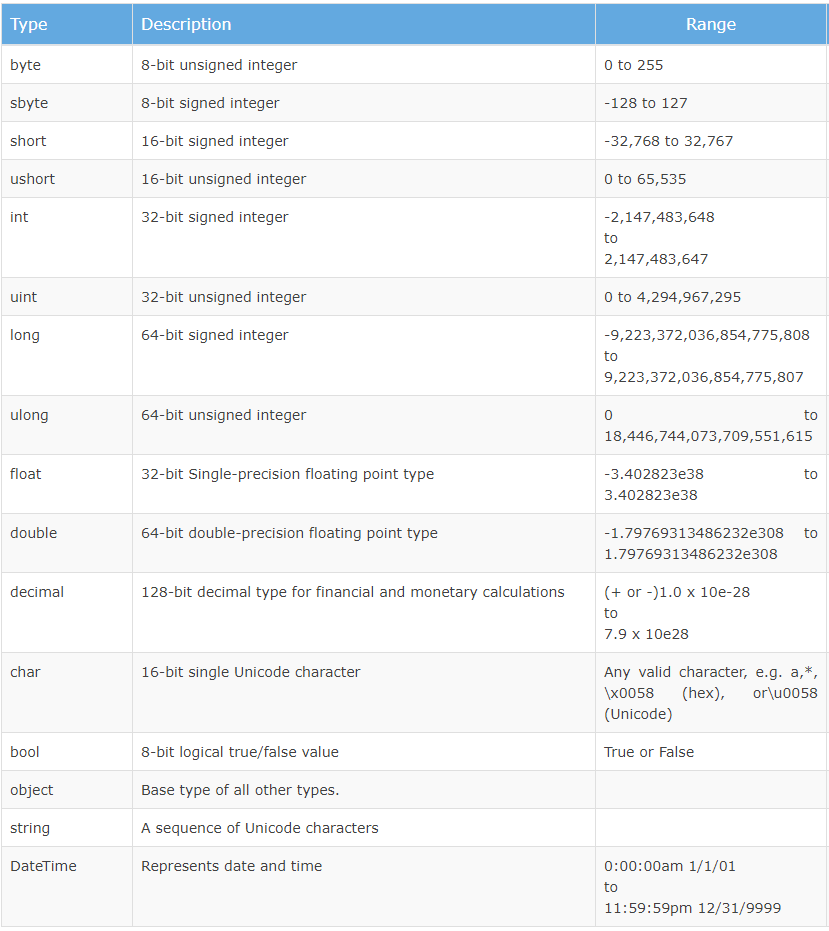 Type Description Range
byte 8-bit unsigned integer 0 to 255
sbyte 8-bit signed integer -128 to 127
short 16-bit signed integer -32,768 to 32,767
ushort 16-bit unsigned integer 0 to 65,535
int 32-bit signed integer -2,147,483,648
to
2,147,483,647
uint 32-bit unsigned integer 0 to 4,294,967,295
long 64-bit signed integer -9,223,372,036,854,775,808
to
9,223,372,036,854,775,807
ulong 64-bit unsigned integer 0 to
18,446,744,073,709,551,615
float 32-bit Single-precision floating point type -3.402823e38 to
3.402823e38
double 64-bit double-precision floating point type -1.79769313486232e308 to
1.79769313486232e308
decimal 128-bit decimal type for financial and monetary calculations (+ or -)1.0 x 10e-28
to
7.9 x 10e28
char 16-bit single Unicode character Any valid character, e.g. a,*,
\x0058 (hex), or\u0058
(Unicode)
bool 8-bit logical true/false value True or False
object Base type of all other types.
string A sequence of Unicode characters
DateTime Represents date and time 0:00:00am 1/1/01
to
11:59:59pm 12/31/9999